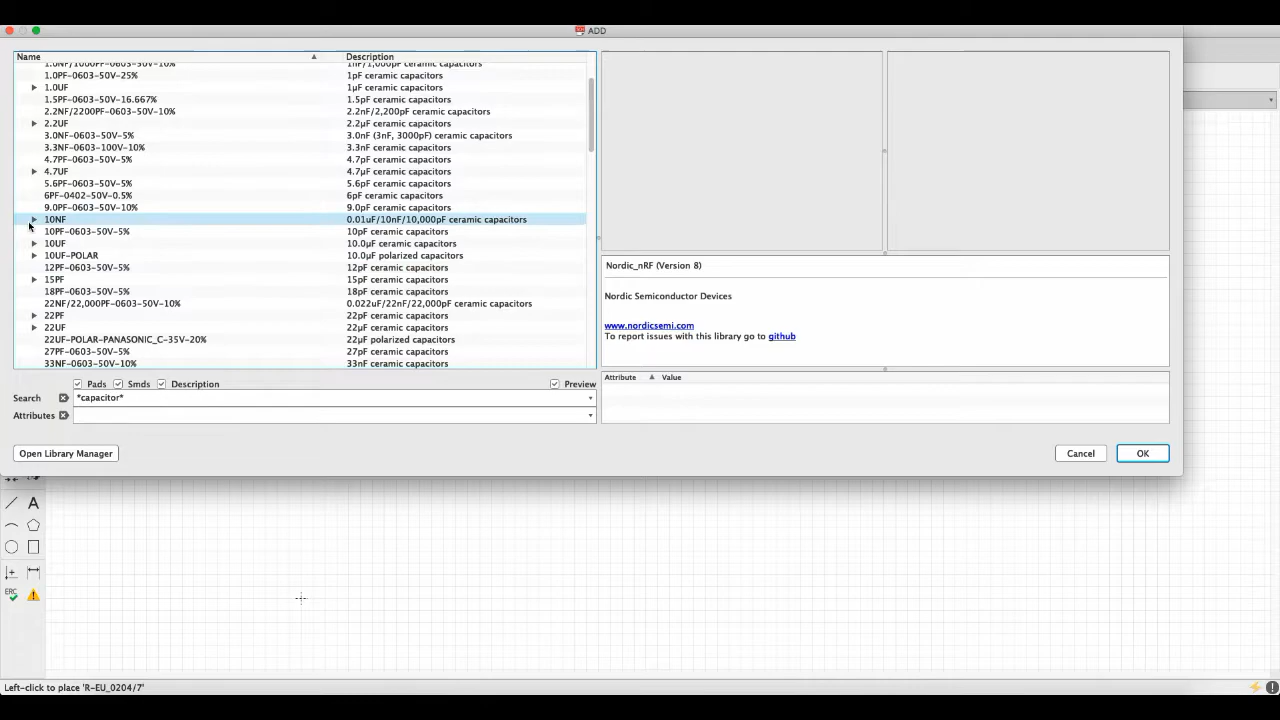 ADD
Name Description
1.0NF/1000PF-0603-50V-10% 1nF/1,000pF ceramic capacitors
1.0PF-0603-50V-25% 1pF ceramic capacitors
1.0UF 1µF ceramic capacitors
1.5PF-0603-50V-16.667% 1.5pF ceramic capacitors
2.2NF/2200PF-0603-50V-10% 2.2nF/2,200pF ceramic capacitors
2.2UF 2.2µF ceramic capacitors
3.0NF-0603-50V-5% 3.0nF (3nF, 3000pF) ceramic capacitors
3.3NF-0603-100V-10% 3.3nF ceramic capacitors
4.7PF-0603-50V-5% 4.7pF ceramic capacitors
4.7UF 4.7µF ceramic capacitors
5.6PF-0603-50V-5% 5.6pF ceramic capacitors
6PF-0402-50V-0.5% 6pF ceramic capacitors
9.0PF-0603-50V-10% 9.0pF ceramic capacitors
10NF 0.01uF/10nF/10,000pF ceramic capacitors
10PF-0603-50V-5% 10pF ceramic capacitors
10UF 10.0µF ceramic capacitors
10UF-POLAR 10.0µF polarized capacitors
12PF-0603-50V-5% 12pF ceramic capacitors
15PF 15pF ceramic capacitors
18PF-0603-50V-5% 18pF ceramic capacitors
22NF/22,000PF-0603-50V-10% 0.022uF/22nF/22,000pF ceramic capacitors
22PF 22pF ceramic capacitors
22UF 22µF ceramic capacitors
22UF-POLAR-PANASONIC_C-35V-20% 22µF polarized capacitors
27PF-0603-50V-5% 27pF ceramic capacitors
33NF-0603-50V-10% 33nF ceramic capacitors
Pads Smds Description Preview
Search *capacitor*
Attributes
Nordic_nRF (Version 8)
Nordic Semiconductor Devices
www.nordicsemi.com
To report issues with this library go to github
Attribute Value
Open Library Manager Cancel OK
A
ERC
Left-click to place 'R-EU_0204/7'